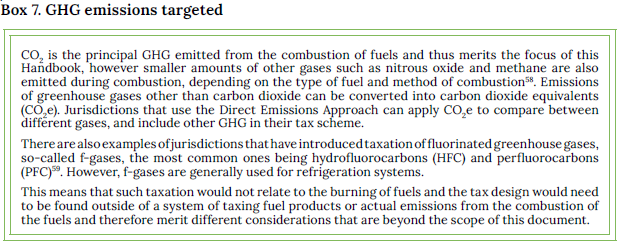 Box 7. GHG emissions targeted
CO₂ is the principal GHG emitted from the combustion of fuels and thus merits the focus of this
Handbook, however smaller amounts of other gases such as nitrous oxide and methane are also
emitted during combustion, depending on the type of fuel and method of combustion⁵⁸. Emissions
of greenhouse gases other than carbon dioxide can be converted into carbon dioxide equivalents
(CO₂e). Jurisdictions that use the Direct Emissions Approach can apply CO₂e to compare between
different gases, and include other GHG in their tax scheme.
There are also examples of jurisdictions that have introduced taxation of fluorinated greenhouse gases,
so-called f-gases, the most common ones being hydrofluorocarbons (HFC) and perfluorocarbons
(PFC)⁵⁹. However, f-gases are generally used for refrigeration systems.
This means that such taxation would not relate to the burning of fuels and the tax design would need
to be found outside of a system of taxing fuel products or actual emissions from the combustion of
the fuels and therefore merit different considerations that are beyond the scope of this document.